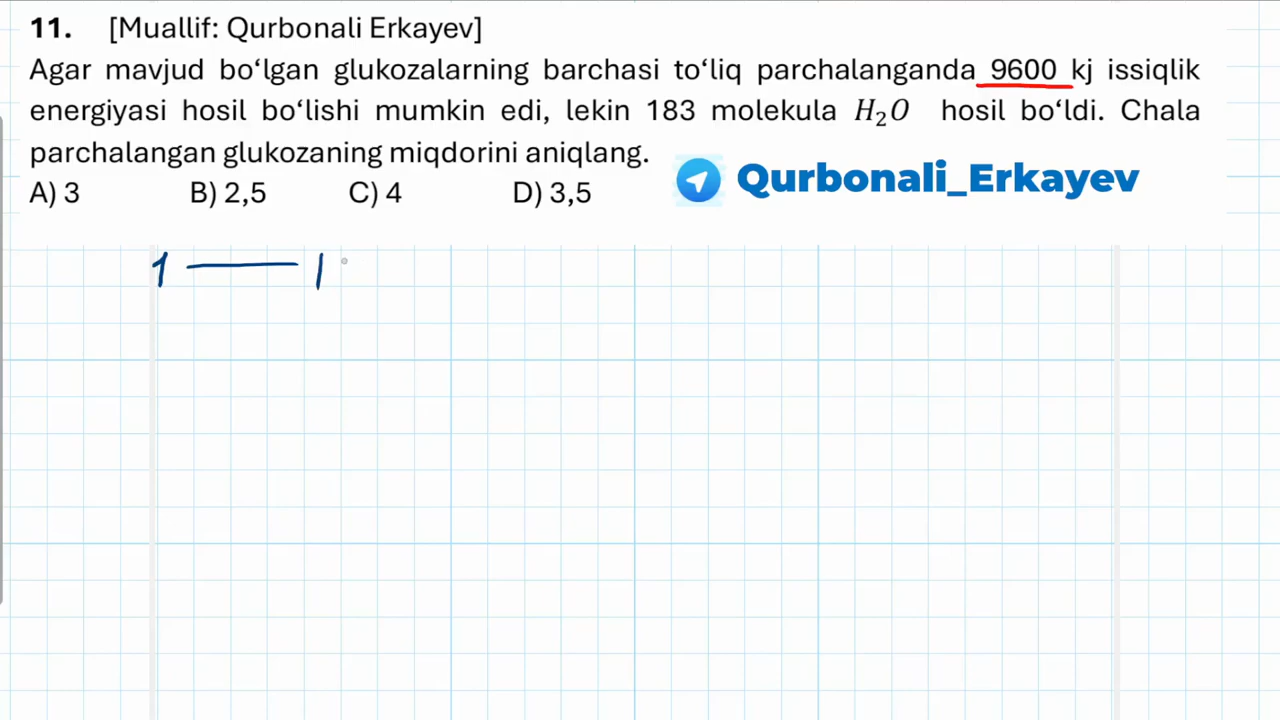 11. [Muallif: Qurbonali Erkayev]
Agar mavjud bo‘lgan glukozalarning barchasi to‘liq parchalanganda 9600 kj issiqlik
energiyasi hosil bo‘lishi mumkin edi, lekin 183 molekula H₂O hosil bo‘ldi. Chala
parchalangan glukozaning miqdorini aniqlang.
Qurbonali_Erkayev
A) 3 B) 2,5 C) 4 D) 3,5
1 — 1